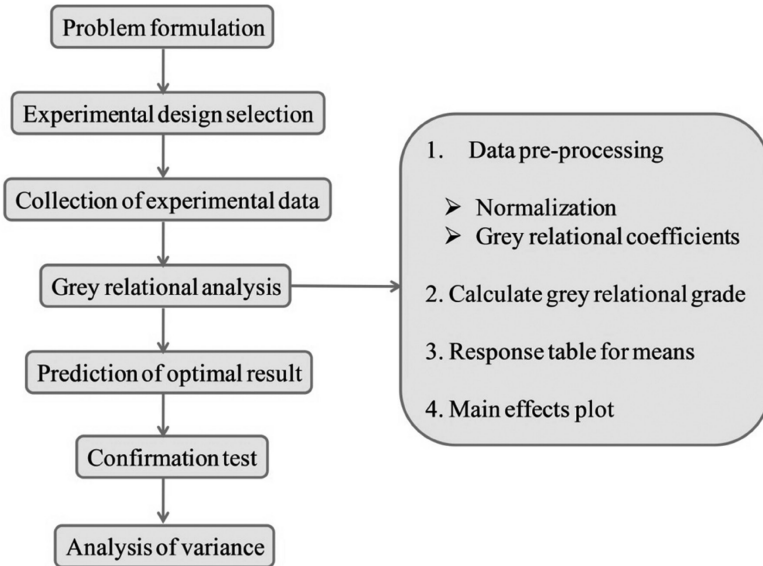 Problem formulation
Experimental design selection
Collection of experimental data
Grey relational analysis
Prediction of optimal result
Confirmation test
Analysis of variance
1. Data pre-processing
➢ Normalization
➢ Grey relational coefficients
2. Calculate grey relational grade
3. Response table for means
4. Main effects plot